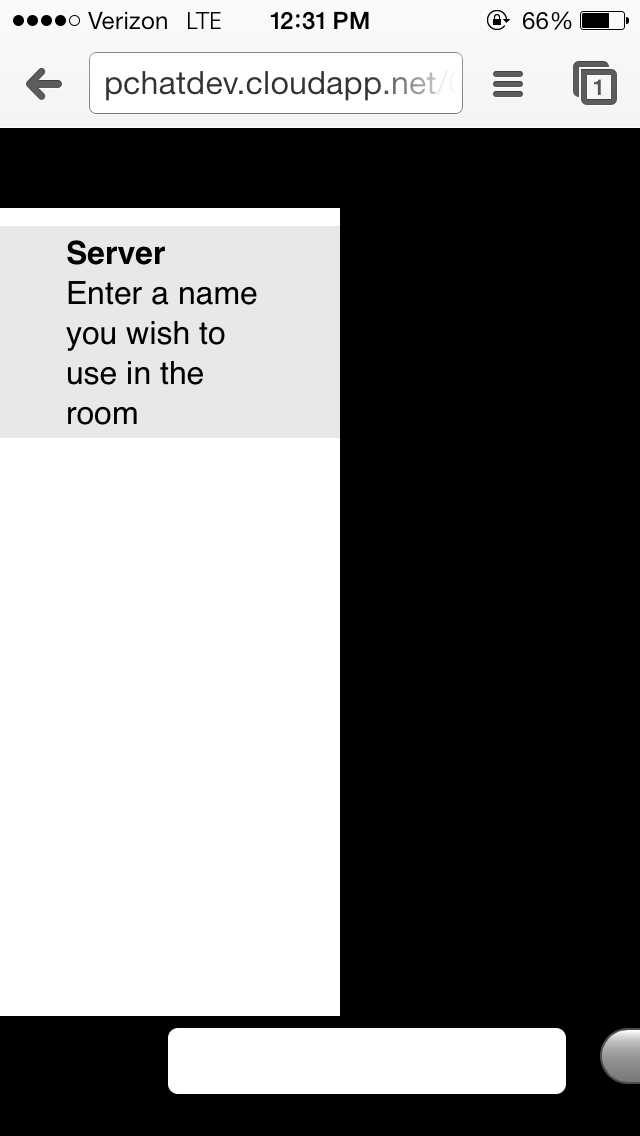 Verizon LTE 12:31 PM 66%
pchatdev.cloudapp.net/
1
Server
Enter a name
you wish to
use in the
room